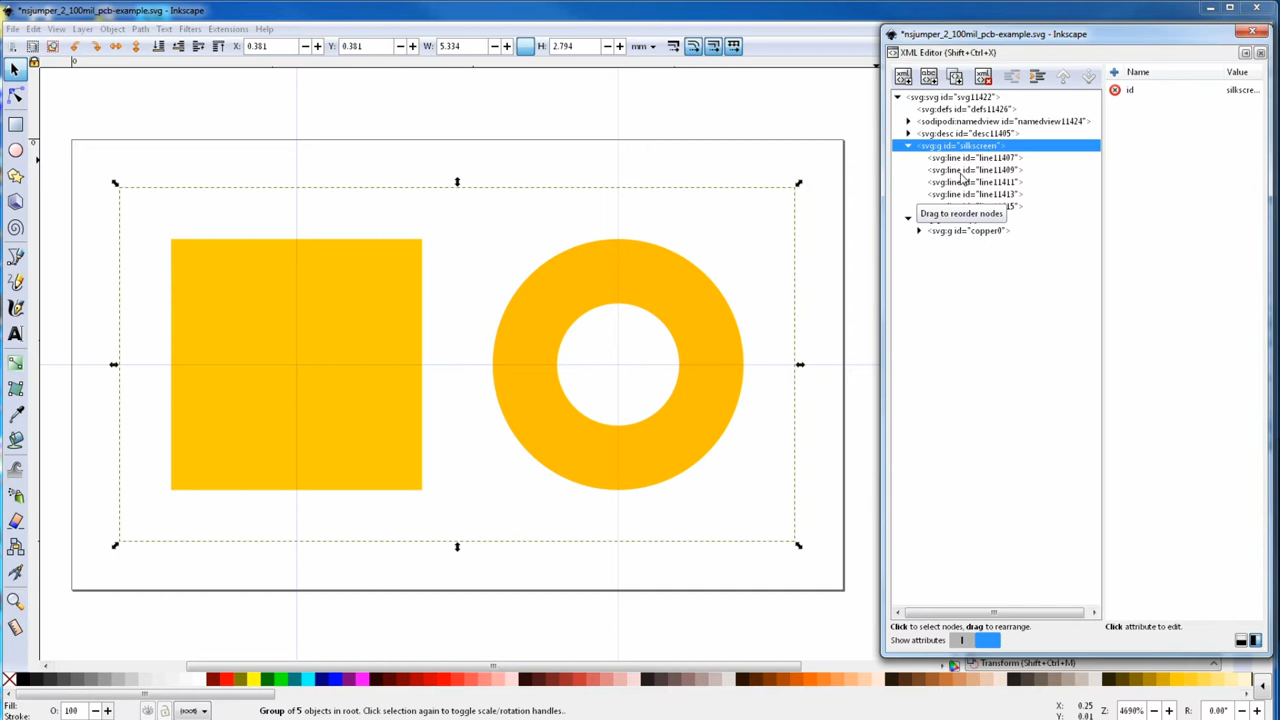 *nsjumper_2_100mil_pcb-example.svg - Inkscape
File Edit View Layer Object Path Text Filters Extensions Help
X: 0.381 Y: 0.381 W: 5.334 H: 2.794 mm
0
0
*nsjumper_2_100mil_pcb-example.svg - Inkscape
XML Editor (Shift+Ctrl+X)
Name Value
<svg:svg id="svg11422">
id silkscre...
<svg:defs id="defs11426">
<sodipodi:namedview id="namedview11424">
<svg:desc id="desc11405">
<svg:g id="silkscreen">
<svg:line id="line11407">
<svg:line id="line11409">
<svg:line id="line11411">
<svg:line id="line11413">
15">
Drag to reorder nodes
<svg:g id="copper0">
Click to select nodes, drag to rearrange. Click attribute to edit.
Show attributes
Transform (Shift+Ctrl+M)
Fill:
Stroke:
O: 100 (root) Group of 5 objects in root. Click selection again to toggle scale/rotation handles.. X: 0.25 Z: 4690% R: 0.00°
Y: 0.01